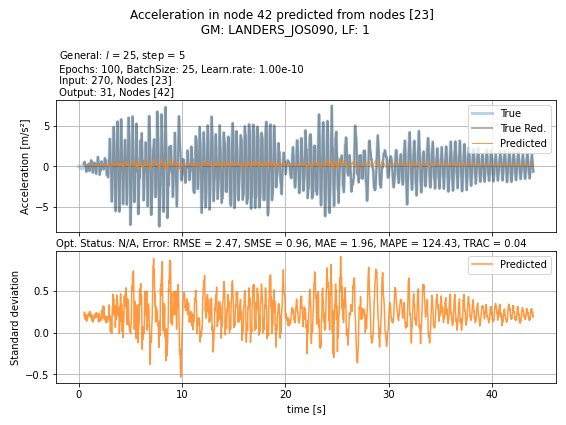 Acceleration in node 42 predicted from nodes [23]
GM: LANDERS_JOS090, LF: 1
General: l = 25, step = 5
Epochs: 100, BatchSize: 25, Learn.rate: 1.00e-10
Input: 270, Nodes [23]
Output: 31, Nodes [42]
Acceleration [m/s²]
5
0
−5
True
True Red.
Predicted
Opt. Status: N/A, Error: RMSE = 2.47, SMSE = 0.96, MAE = 1.96, MAPE = 124.43, TRAC = 0.04
Standard deviation
0.5
0.0
−0.5
Predicted
0 10 20 30 40
time [s]